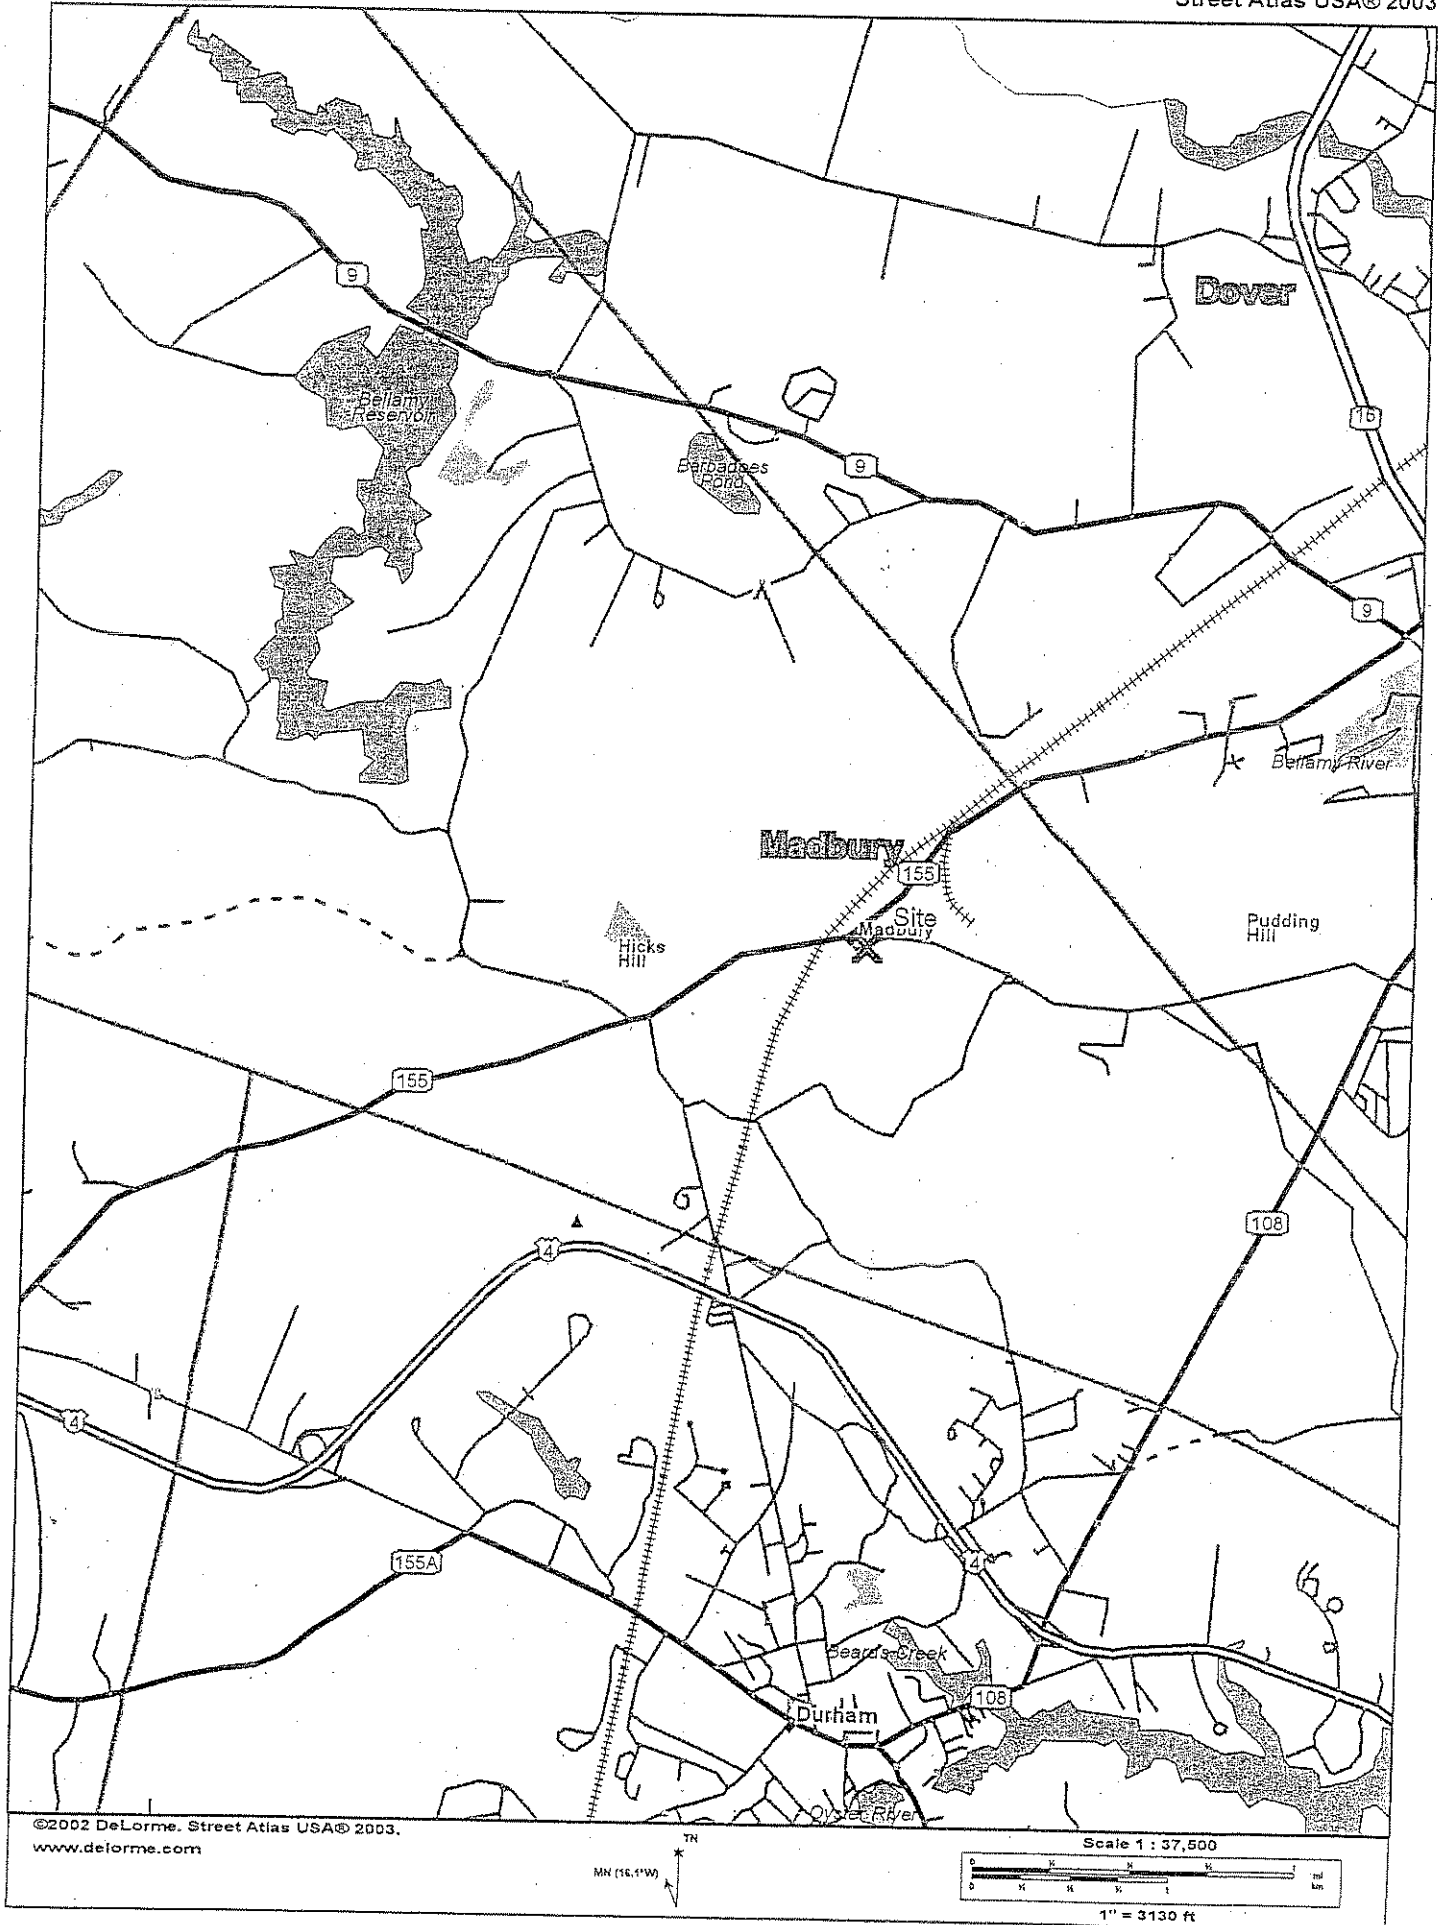 Street Atlas USA® 2003
Dover
9
Bellamy
Reservoir
16
Barbadoes
Pond
9
9
Bellamy River
Madbury
155
Site
Madbury
Pudding
Hill
Hicks
Hill
155
108
4
4
155A
4
Beards Creek
108
Durham
Oyster River
©2002 DeLorme. Street Atlas USA® 2003.
www.delorme.com
TN
MN (16.1°W)
Scale 1 : 37,500
mi
km
1" = 3130 ft